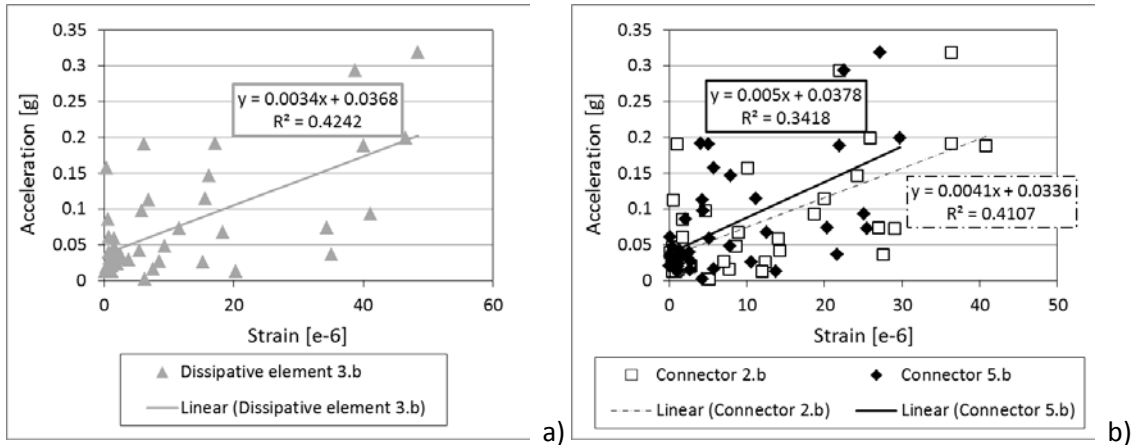 0.35
0.3
0.25
0.2
0.15
0.1
0.05
0
Acceleration [g]
y = 0.0034x + 0.0368
R² = 0.4242
0 20 40 60
Strain [e-6]
Dissipative element 3.b
Linear (Dissipative element 3.b)
a)
0.35
0.3
0.25
0.2
0.15
0.1
0.05
0
Acceleration [g]
y = 0.005x + 0.0378
R² = 0.3418
y = 0.0041x + 0.0336
R² = 0.4107
0 10 20 30 40 50
Strain [e-6]
Connector 2.b Connector 5.b
Linear (Connector 2.b) Linear (Connector 5.b)
b)